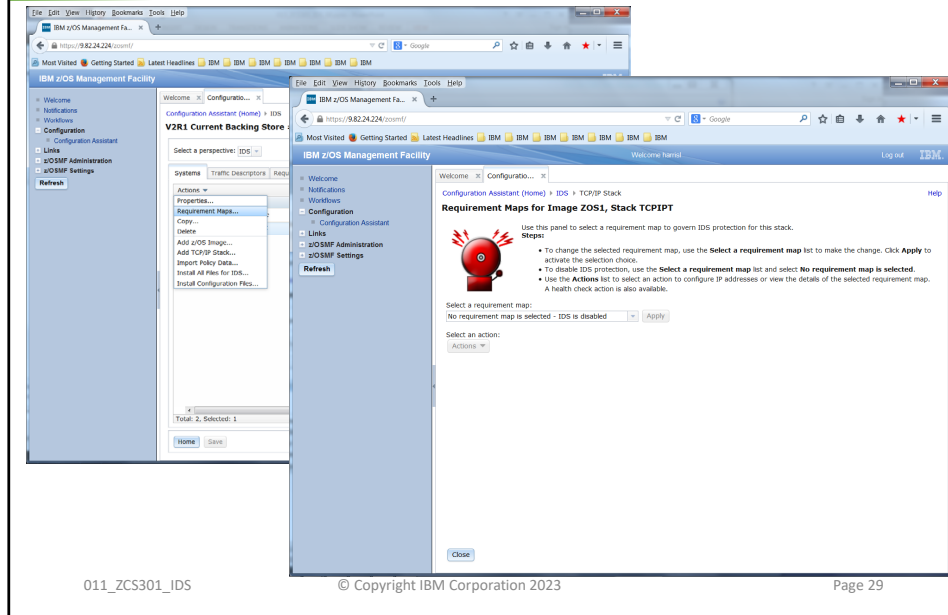 File Edit View History Bookmarks Tools Help
IBM z/OS Management Fa... × +
https://9.82.24.224/zosmf/
Google
Most Visited Getting Started Latest Headlines IBM IBM IBM IBM IBM IBM IBM
IBM z/OS Management Facility
Welcome
Notifications
Workflows
Configuration
Configuration Assistant
Links
z/OSMF Administration
z/OSMF Settings
Refresh
Welcome × Configuratio... ×
Configuration Assistant (Home) › IDS
V2R1 Current Backing Store
Select a perspective: IDS
Systems Traffic Descriptors Requ
Actions
Properties...
Requirement Maps...
Copy...
Delete
Add z/OS Image...
Add TCP/IP Stack...
Import Policy Data...
Install All Files for IDS...
Install Configuration Files...
Total: 2, Selected: 1
Home Save
File Edit View History Bookmarks Tools Help
IBM z/OS Management Fa... × +
https://9.82.24.224/zosmf/
Google
Most Visited Getting Started Latest Headlines IBM IBM IBM IBM IBM IBM IBM
IBM z/OS Management Facility Log out IBM.
Welcome
Notifications
Workflows
Configuration
Configuration Assistant
Links
z/OSMF Administration
z/OSMF Settings
Refresh
Welcome × Configuratio... ×
Configuration Assistant (Home) › IDS › TCP/IP Stack Help
Requirement Maps for Image ZOS1, Stack TCPIPT
Use this panel to select a requirement map to govern IDS protection for this stack.
Steps:
• To change the selected requirement map, use the Select a requirement map list to make the change. Click Apply to
activate the selection choice.
• To disable IDS protection, use the Select a requirement map list and select No requirement map is selected.
• Use the Actions list to select an action to configure IP addresses or view the details of the selected requirement map.
A health check action is also available.
Select a requirement map:
No requirement map is selected - IDS is disabled Apply
Select an action:
Actions
Close
011_ZCS301_IDS © Copyright IBM Corporation 2023 Page 29